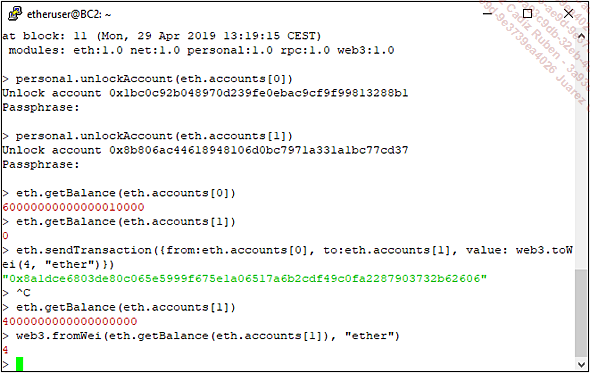 etheruser@BC2: ~
at block: 11 (Mon, 29 Apr 2019 13:19:15 CEST)
modules: eth:1.0 net:1.0 personal:1.0 rpc:1.0 web3:1.0
> personal.unlockAccount(eth.accounts[0])
Unlock account 0x1bc0c92b048970d239fe0ebac9cf9f99813288b1
Passphrase:
> personal.unlockAccount(eth.accounts[1])
Unlock account 0x8b806ac44618948106d0bc7971a331a1bc77cd37
Passphrase:
> eth.getBalance(eth.accounts[0])
60000000000000010000
> eth.getBalance(eth.accounts[1])
0
> eth.sendTransaction({from:eth.accounts[0], to:eth.accounts[1], value: web3.toW
ei(4, "ether")})
"0x8a1dce6803de80c065e5999f675e1a06517a6b2cdf49c0fa2287903732b62606"
> ^C
> eth.getBalance(eth.accounts[1])
4000000000000000000
> web3.fromWei(eth.getBalance(eth.accounts[1]), "ether")
4
>